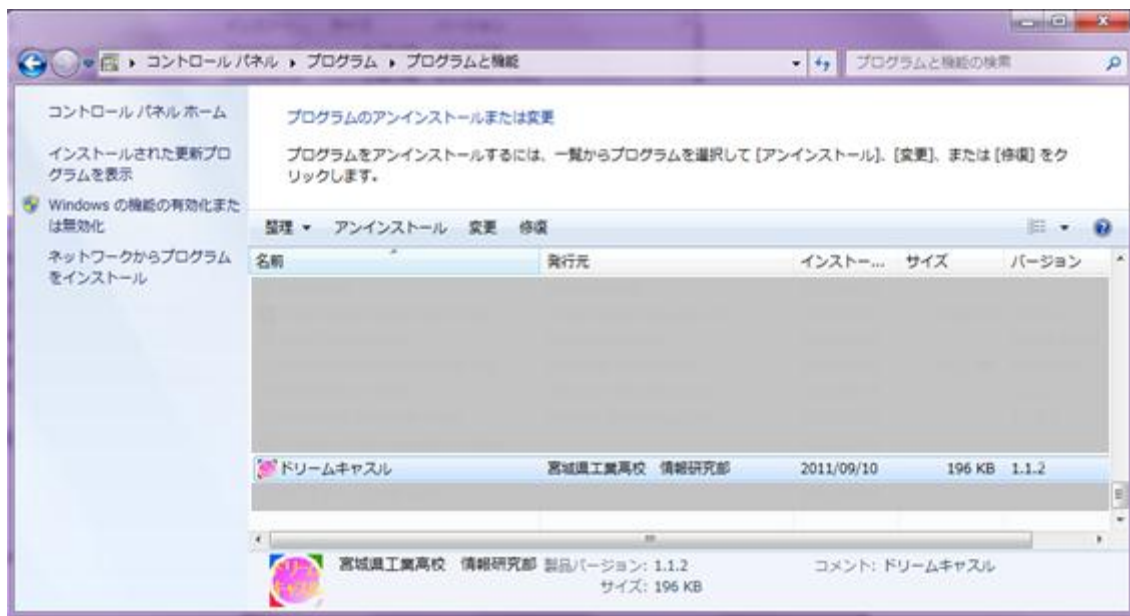 コントロール パネル ▸ プログラム ▸ プログラムと機能
プログラムと機能の検索
コントロール パネル ホーム
インストールされた更新プロ
グラムを表示
Windows の機能の有効化また
は無効化
ネットワークからプログラム
をインストール
プログラムのアンインストールまたは変更
プログラムをアンインストールするには、一覧からプログラムを選択して [アンインストール]、[変更]、または [修復] をク
リックします。
整理 ▾ アンインストール 変更 修復
名前 発行元 インストー... サイズ バージョン
ドリームキャスル 宮城県工業高校 情報研究部 2011/09/10 196 KB 1.1.2
ドリーム
キャスル
宮城県工業高校 情報研究部 製品バージョン: 1.1.2 コメント: ドリームキャスル
サイズ: 196 KB